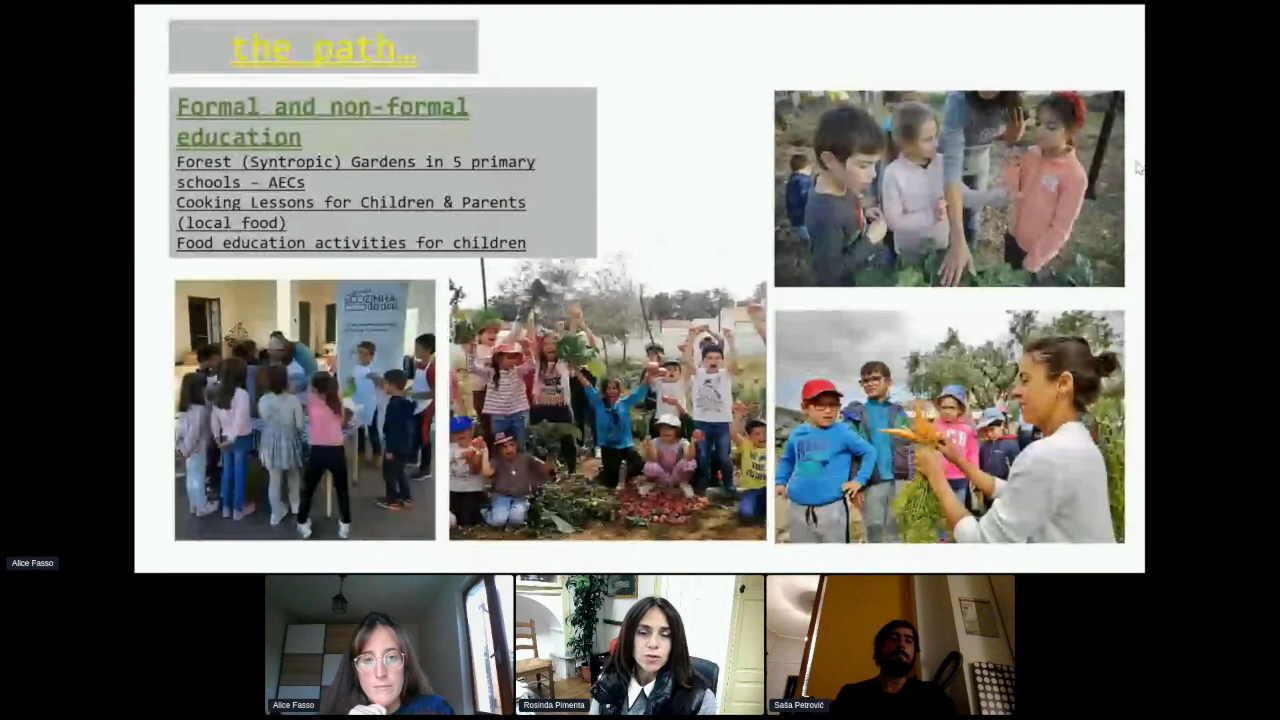 the path…
Formal and non-formal
education
Forest (Syntropic) Gardens in 5 primary
schools – AECs
Cooking Lessons for Children & Parents
(local food)
Food education activities for children
COZINHA
Alice Fasso
Alice Fasso
Rosinda Pimenta
Saša Petrović